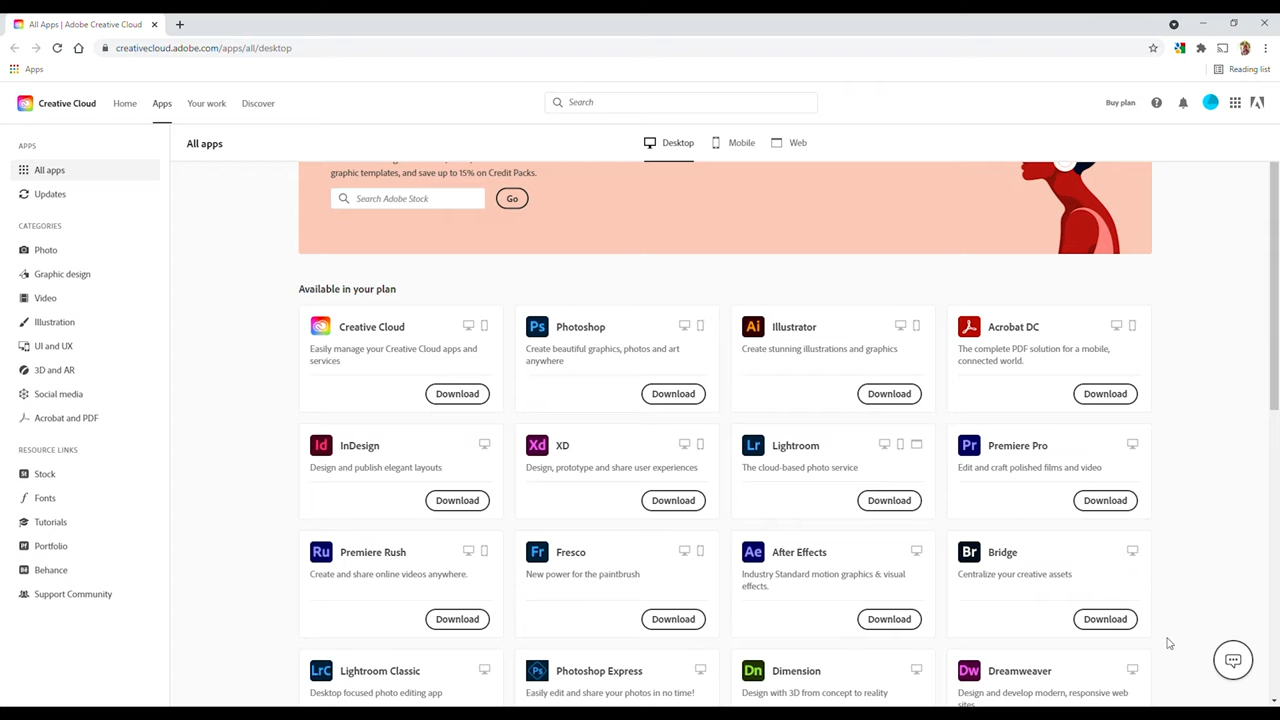 All Apps | Adobe Creative Cloud
creativecloud.adobe.com/apps/all/desktop
Apps
Reading list
Creative Cloud
Home
Apps
Your work
Discover
Search
Buy plan
APPS
All apps
Updates
CATEGORIES
Photo
Graphic design
Video
Illustration
UI and UX
3D and AR
Social media
Acrobat and PDF
RESOURCE LINKS
St
Stock
Fonts
Tutorials
Portfolio
Behance
Support Community
All apps
Desktop
Mobile
Web
graphic templates, and save up to 15% on Credit Packs.
Search Adobe Stock
Go
Available in your plan
Creative Cloud
Easily manage your Creative Cloud apps and
services
Download
Ps
Photoshop
Create beautiful graphics, photos and art
anywhere
Download
Ai
Illustrator
Create stunning illustrations and graphics
Download
Acrobat DC
The complete PDF solution for a mobile,
connected world.
Download
Id
InDesign
Design and publish elegant layouts
Download
Xd
XD
Design, prototype and share user experiences
Download
Lr
Lightroom
The cloud-based photo service
Download
Pr
Premiere Pro
Edit and craft polished films and video
Download
Ru
Premiere Rush
Create and share online videos anywhere.
Download
Fr
Fresco
New power for the paintbrush
Download
Ae
After Effects
Industry Standard motion graphics & visual
effects.
Download
Br
Bridge
Centralize your creative assets
Download
LrC
Lightroom Classic
Desktop focused photo editing app
Ps
Photoshop Express
Easily edit and share your photos in no time!
Dn
Dimension
Design with 3D from concept to reality
Dw
Dreamweaver
Design and develop modern, responsive web
sites